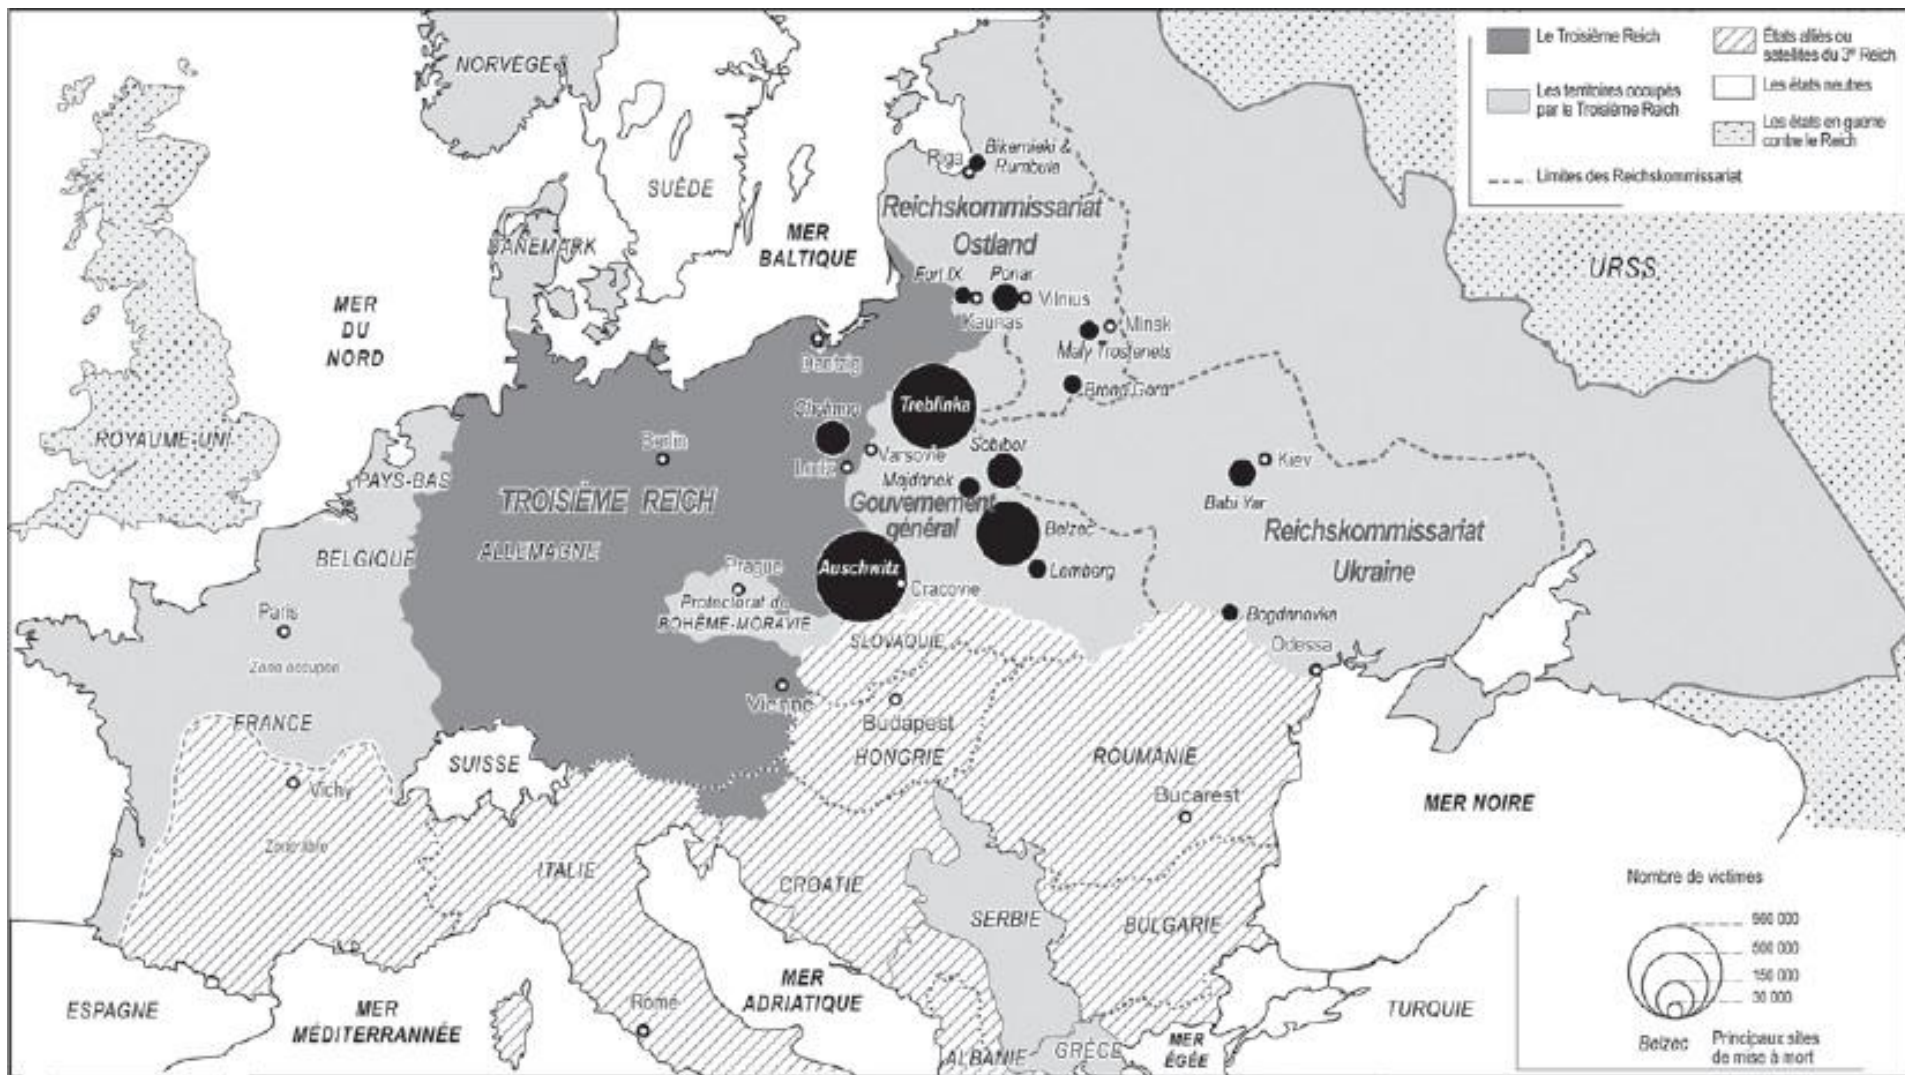 Le Troisième Reich
Les territoires occupés
par le Troisième Reich
Limites des Reichskommissariat
États alliés ou
satellites du 3e Reich
Les états neutres
Les états en guerre
contre le Reich
NORVÈGE
SUÈDE
DANEMARK
MER
BALTIQUE
MER
DU
NORD
ROYAUME-UNI
PAYS-BAS
BELGIQUE
Riga
Bikernieki &
Rumbula
Reichskommissariat
Ostland
Fort IX
Kaunas
Ponar
Vilnius
Minsk
Maly Trostenets
URSS
Dantzig
Treblinka
Berlin
Varsovie
Sobibor
Majdanek
Gouvernement
général
Belzec
Lemberg
Kiev
Babi Yar
Reichskommissariat
Ukraine
TROISIÈME REICH
ALLEMAGNE
Auschwitz
Cracovie
Prague
Protectorat de
BOHÊME-MORAVIE
SLOVAQUIE
Bogdanovka
Odessa
Paris
Zone occupée
FRANCE
Vienne
Budapest
HONGRIE
SUISSE
Vichy
Zone libre
ROUMANIE
Bucarest
MER NOIRE
ITALIE
CROATIE
SERBIE
BULGARIE
ESPAGNE
MER
MÉDITERRANNÉE
Rome
MER
ADRIATIQUE
ALBANIE
GRÈCE
MER
ÉGÉE
TURQUIE
Nombre de victimes
500 000
150 000
30 000
Belzec
Principaux sites
de mise à mort